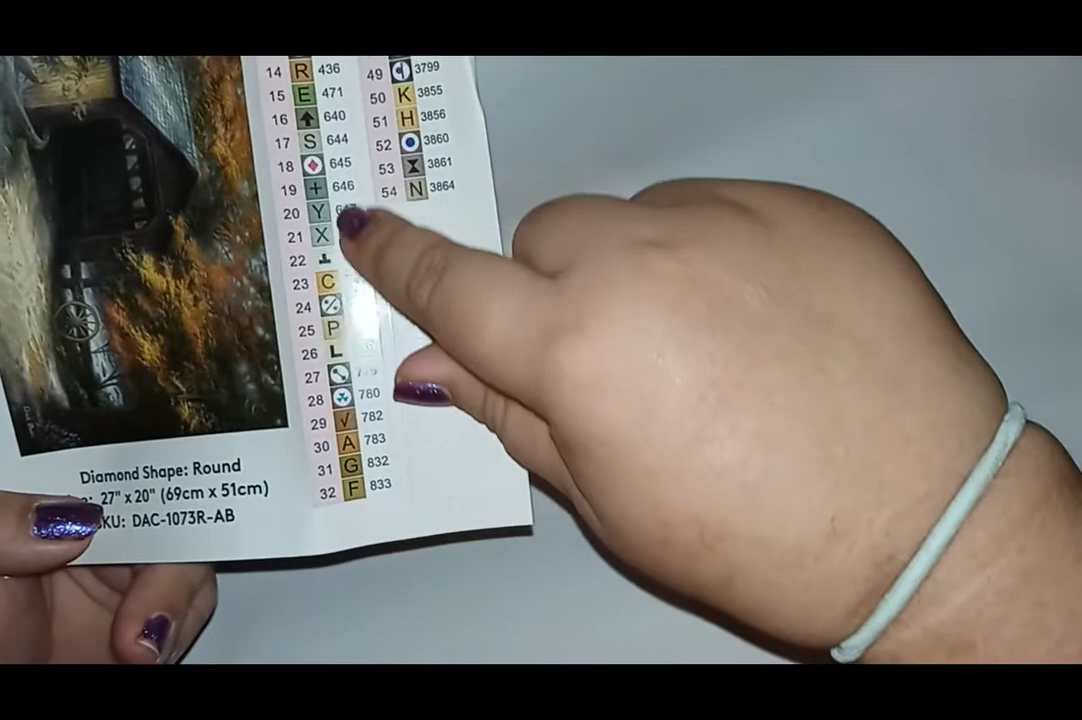 14 R 436
15 E 471
16 640
17 S 644
18 645
19 + 646
20 Y
21 X
22
23 C
24
25 P
26 L
27
28 780
29 782
30 A 783
31 G 832
32 F 833
49 3799
50 K 3855
51 H 3856
52 3860
53 3861
54 N 3864
Diamond Shape: Round
27" x 20" (69cm x 51cm)
DAC-1073R-AB